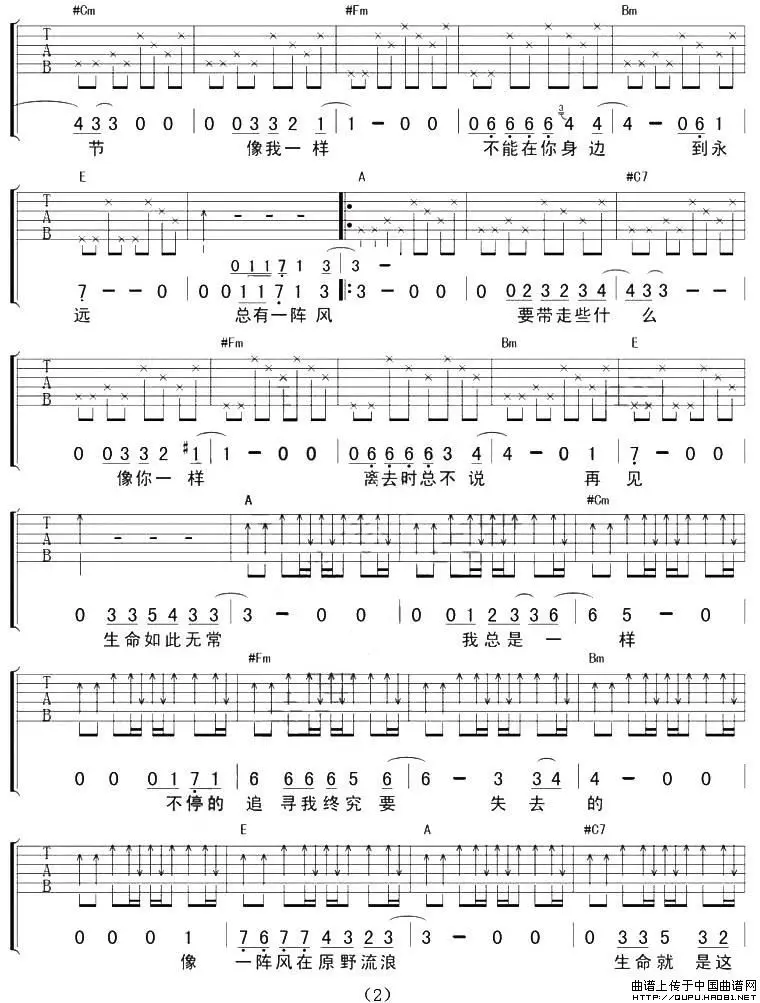 #Cm #Fm Bm
T A B
4 3 3 0 0 | 0 0 3 3 2 1 | 1 - 0 0 | 0 6 6 6 6 4 4 | 4 - 0 6 1
节 像我一样 不能在你身边 到永
E A #C7
T A B
0 1 1 7 1 3 | 3 -
7 - - 0 | 0 0 1 1 7 1 3 |: 3 - 0 0 | 0 0 2 3 2 3 4 | 4 3 3 - -
远 总有一阵风 要带走些什么
#Fm Bm E
T A B
0 0 3 3 2 #1 | 1 - 0 0 | 0 6 6 6 6 3 4 | 4 - 0 1 | 7 - 0 0
像你一样 离去时总不说 再见
A #Cm
T A B - - -
0 3 3 5 4 3 3 | 3 - 0 0 | 0 0 1 2 3 3 6 | 6 5 - 0
生命如此无常 我总是一样
#Fm Bm
T A B
0 0 0 1 7 1 | 6 6 6 6 5 6 | 6 - 3 3 4 | 4 - 0 0
不停的 追寻我终究要 失去的
E A #C7
T A B
0 0 0 1 | 7 6 7 7 4 3 2 3 | 3 - 0 0 | 0 3 3 5 3 2
像 一阵风在原野流浪 生命就是这
(2)
曲谱上传于中国曲谱网
Http://QUPU.HAO81.NET